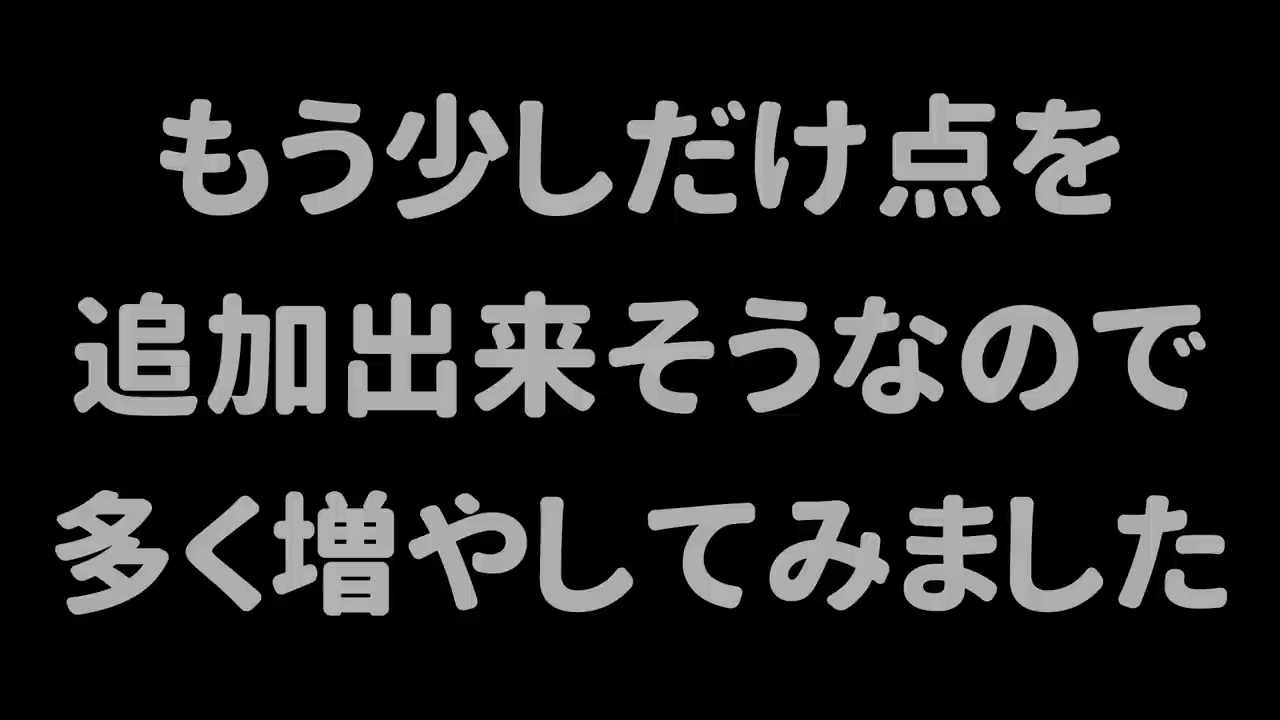 もう少しだけ点を
追加出来そうなので
多く増やしてみました